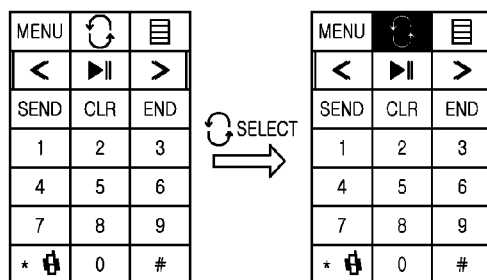 MENU
SEND CLR END
1 2 3
4 5 6
7 8 9
* 0 #
SELECT
MENU
SEND CLR END
1 2 3
4 5 6
7 8 9
* 0 #